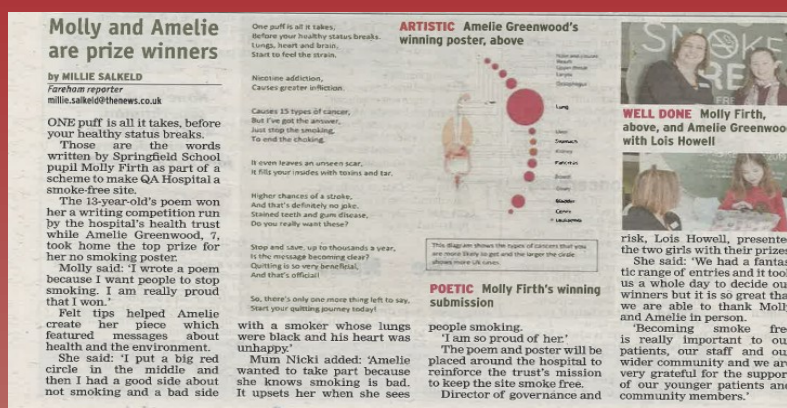 Molly and Amelie
are prize winners
by MILLIE SALKELD
Fareham reporter
millie.salkeld@thenews.co.uk
ONE puff is all it takes, before
your healthy status breaks.
Those are the words
written by Springfield School
pupil Molly Firth as part of a
scheme to make QA Hospital a
smoke-free site.
The 13-year-old's poem won
her a writing competition run
by the hospital's health trust
while Amelie Greenwood, 7,
took home the top prize for
her no smoking poster.
Molly said: 'I wrote a poem
because I want people to stop
smoking. I am really proud
that I won.'
Felt tips helped Amelie
create her piece which
featured messages about
health and the environment.
She said: 'I put a big red
circle in the middle and
then I had a good side about
not smoking and a bad side
One puff is all it takes,
Before your healthy status breaks.
Lungs, heart and brain,
Start to feel the strain.
Nicotine addiction,
Causes greater infliction.
Causes 15 types of cancer,
But I've got the answer,
Just stop the smoking,
To end the choking.
It even leaves an unseen scar,
It fills your insides with toxins and tar.
Higher chances of a stroke,
And that's definitely no joke.
Stained teeth and gum disease,
Do you really want these?
Stop and save, up to thousands a year,
Is the message becoming clear?
Quitting is so very beneficial,
And that's official!
So, there's only one more thing left to say,
Start your quitting journey today!
with a smoker whose lungs
were black and his heart was
unhappy.'
Mum Nicki added: 'Amelie
wanted to take part because
she knows smoking is bad.
It upsets her when she sees
ARTISTIC Amelie Greenwood's
winning poster, above
Larynx
Oesophagus
Lung
Liver
Stomach
Kidney
Pancreas
Bowel
Ovary
Bladder
Cervix
Leukaemia
This diagram shows the types of cancers that you
are more likely to get and the larger the circle
shows more UK cases.
POETIC Molly Firth's winning
submission
people smoking.
'I am so proud of her.'
The poem and poster will be
placed around the hospital to
reinforce the trust's mission
to keep the site smoke free.
Director of governance and
SMOKE
FREE
WELL DONE Molly Firth,
above, and Amelie Greenwoo
with Lois Howell
risk, Lois Howell, presente
the two girls with their prizes
She said: 'We had a fantas
tic range of entries and it took
us a whole day to decide ou
winners but it is so great tha
we are able to thank Molly
and Amelie in person.
'Becoming smoke fre
is really important to ou
patients, our staff and ou
wider community and we are
very grateful for the suppor
of our younger patients and
community members.'